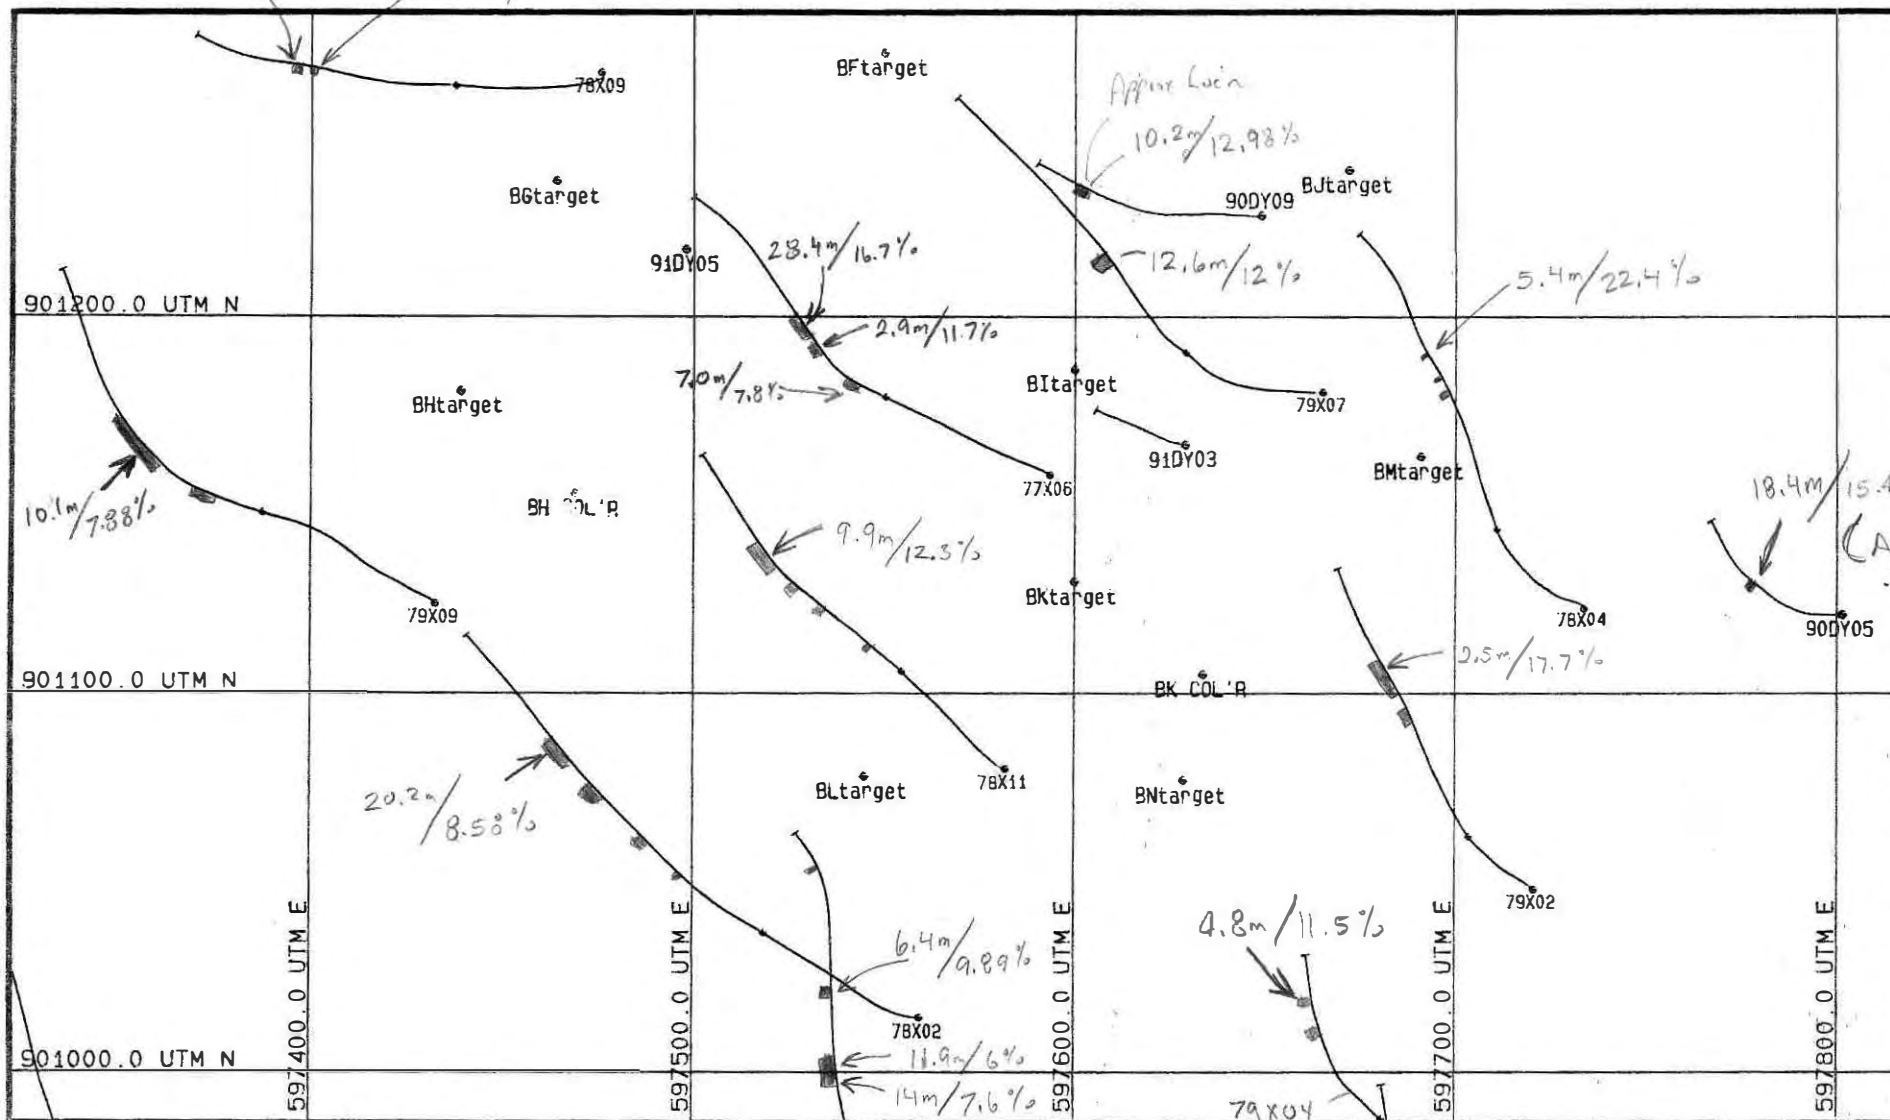 78X09
BFtarget
Approx Loc'n
10.2m/12.98%
BGtarget
BJtarget
90DY09
91DY05
28.4m/16.7%
12.6m/12%
5.4m/22.4%
901200.0 UTM N
2.9m/11.7%
7.0m/7.8%
BItarget
BHtarget
79X07
91DY03
BMtarget
77X06
18.4m/15.4
(A
10.1m/7.88%
BH COL'R
9.9m/12.3%
79X09
BKtarget
78X04
90DY05
2.5m/17.7%
901100.0 UTM N
BK COL'R
78X11
BLtarget
BNtarget
20.2m/8.58%
79X02
4.8m/11.5%
6.4m/9.89%
78X02
901000.0 UTM N
11.9m/6%
14m/7.6%
79X04
597400.0 UTM E
597500.0 UTM E
597600.0 UTM E
597700.0 UTM E
597800.0 UTM E